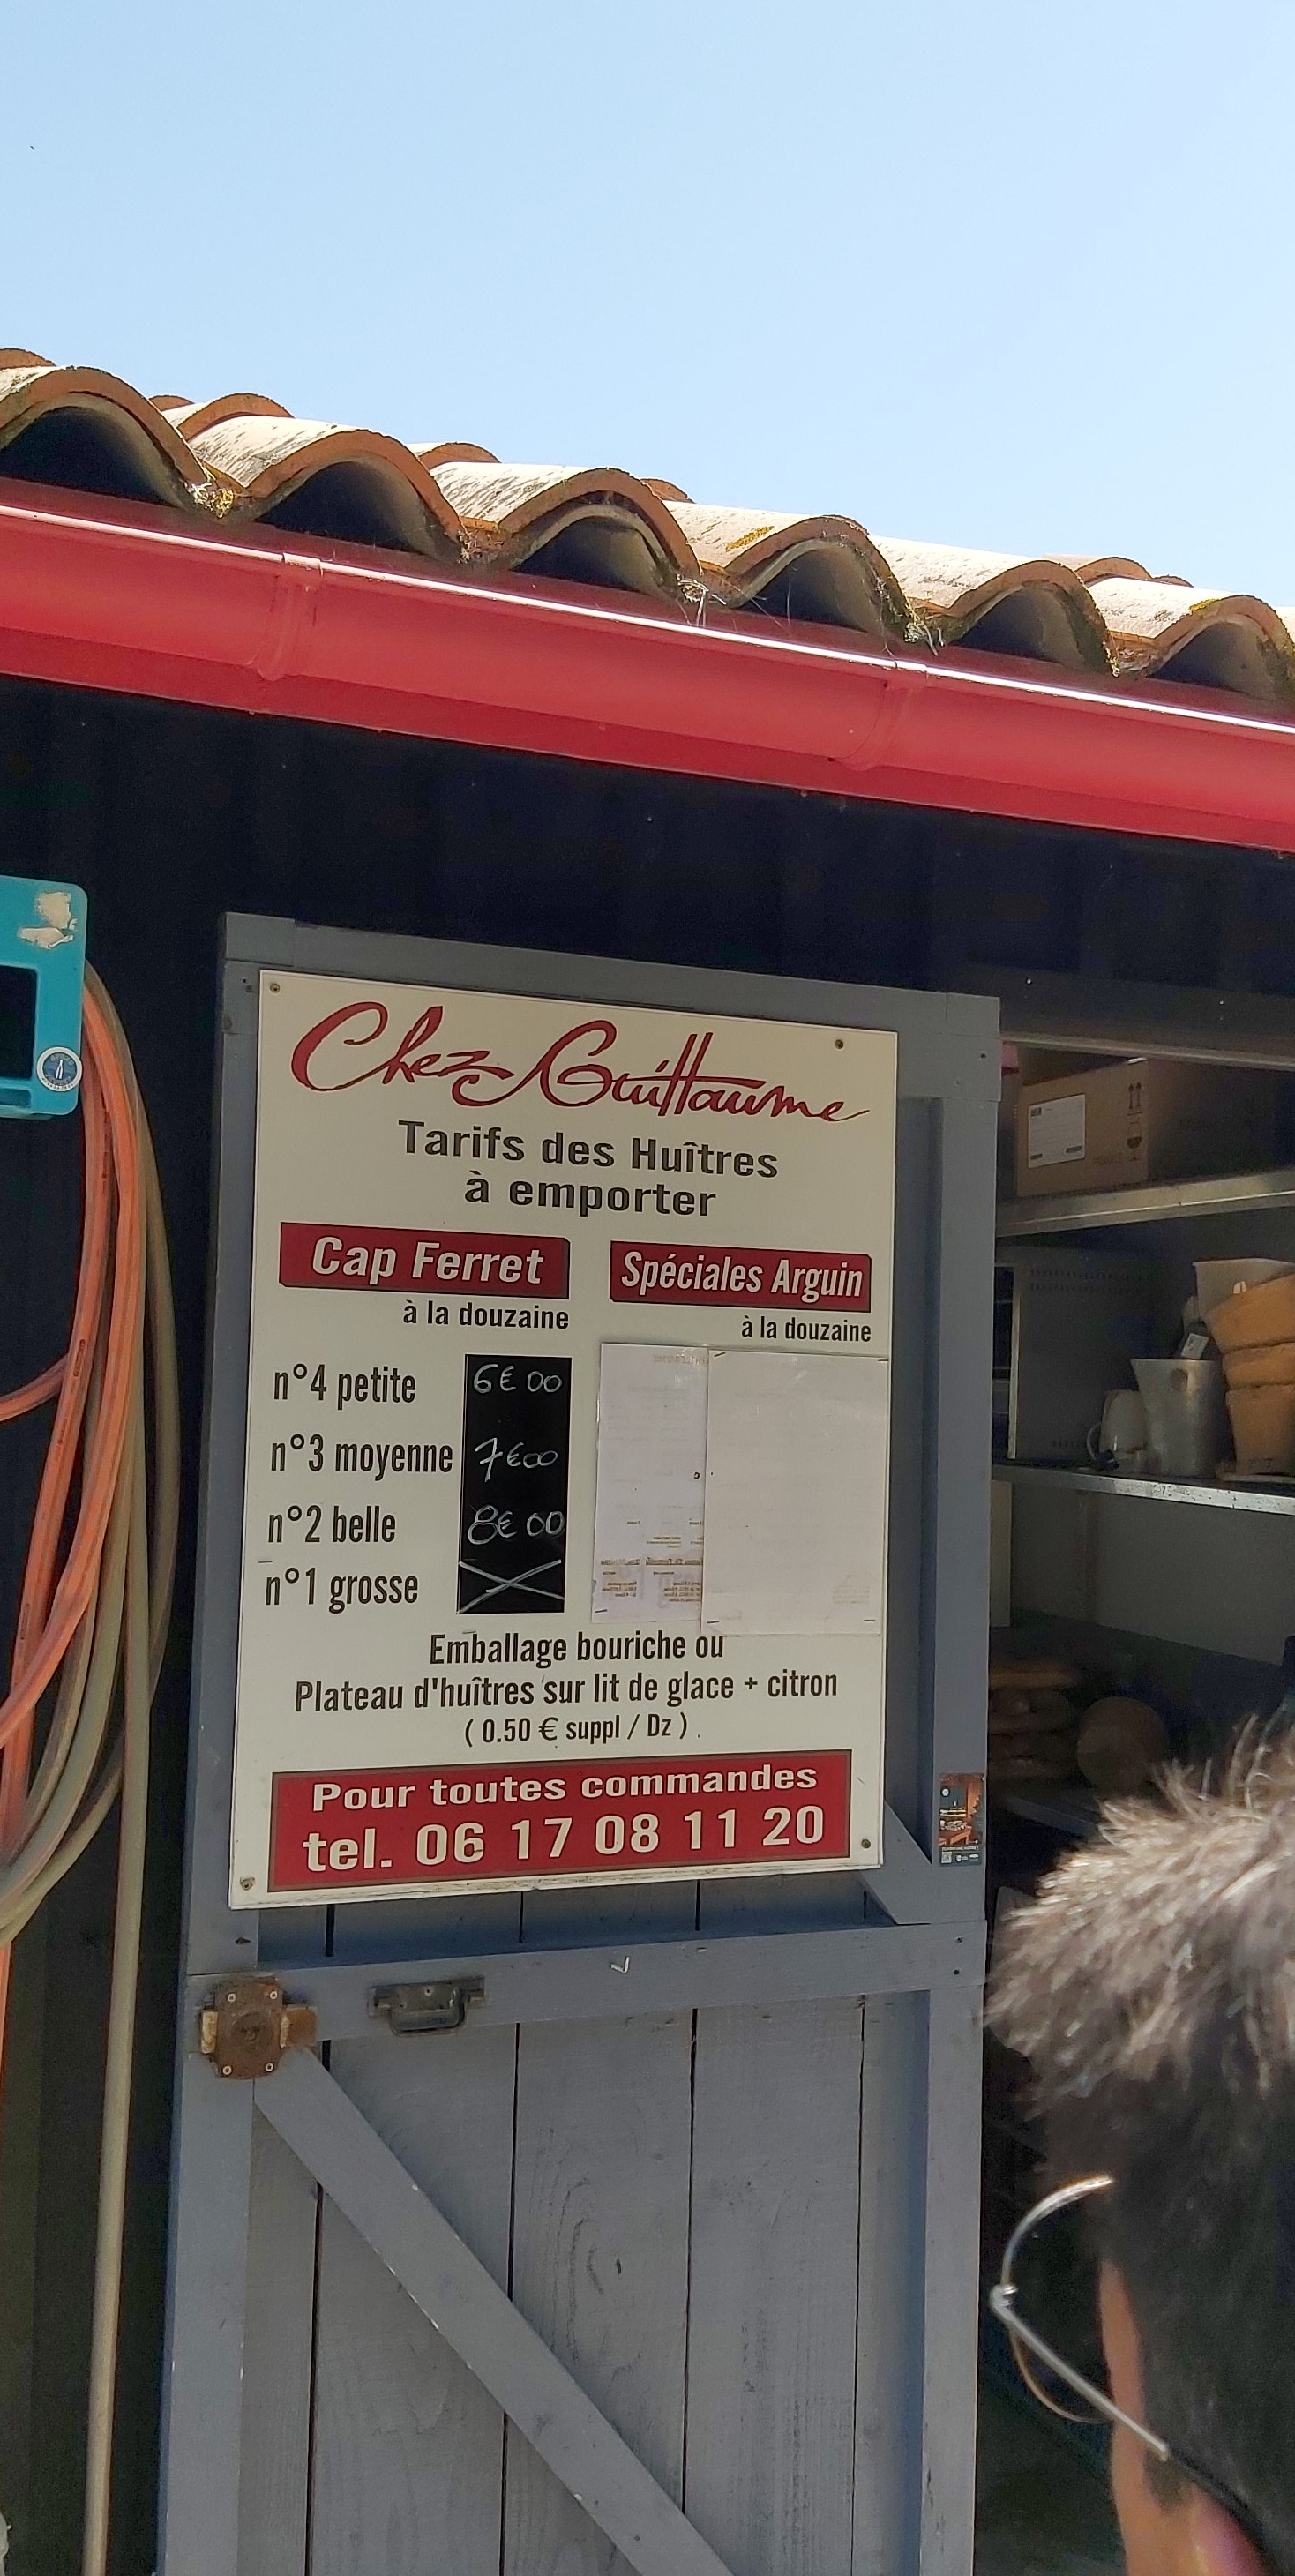 Chez Guillaume
Tarifs des Huîtres
à emporter
Cap Ferret
à la douzaine
n°4 petite 6€00
n°3 moyenne 7€00
n°2 belle 8€00
n°1 grosse
Spéciales Arguin
à la douzaine
Emballage bouriche ou
Plateau d'huîtres sur lit de glace + citron
( 0.50 € suppl / Dz )
Pour toutes commandes
tel. 06 17 08 11 20